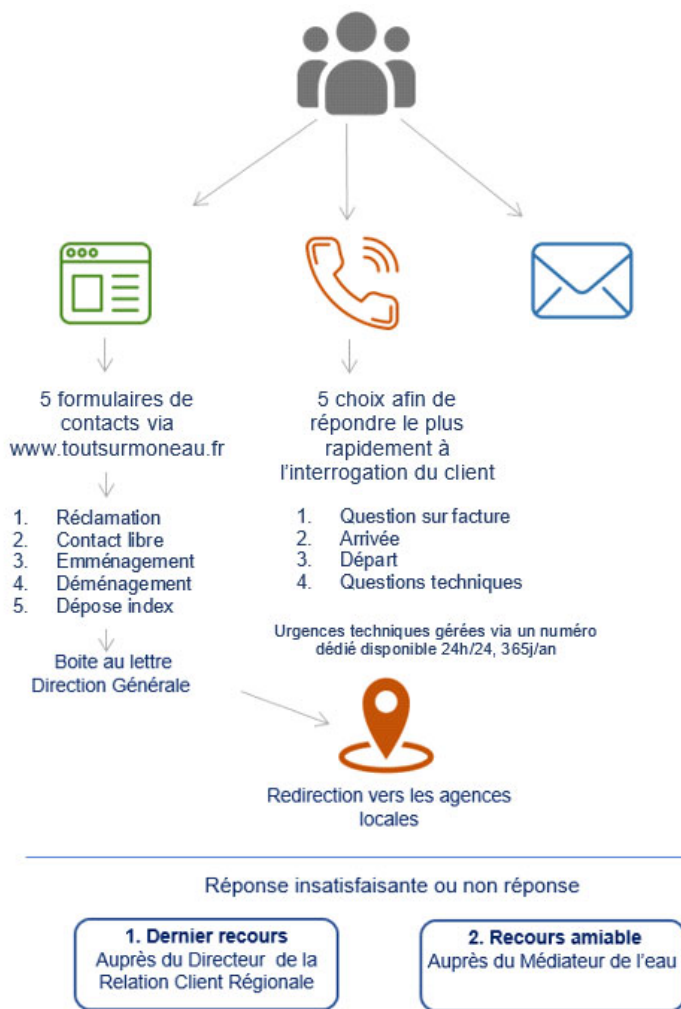 5 formulaires de
contacts via
www.toutsurmoneau.fr
1. Réclamation
2. Contact libre
3. Emménagement
4. Déménagement
5. Dépose index
Boite au lettre
Direction Générale
5 choix afin de
répondre le plus
rapidement à
l'interrogation du client
1. Question sur facture
2. Arrivée
3. Départ
4. Questions techniques
Urgences techniques gérées via un numéro
dédié disponible 24h/24, 365j/an
Redirection vers les agences
locales
Réponse insatisfaisante ou non réponse
1. Dernier recours
Auprès du Directeur de la
Relation Client Régionale
2. Recours amiable
Auprès du Médiateur de l'eau